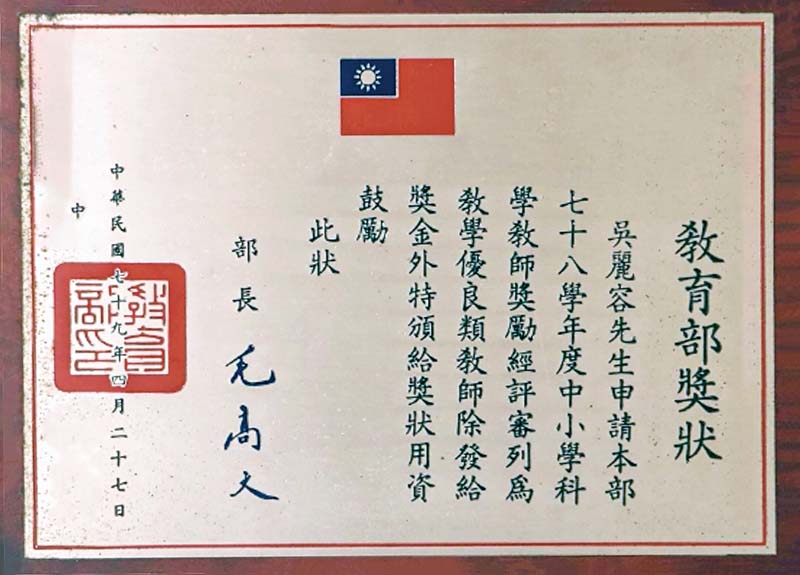 教育部獎狀
吳麗容先生申請本部
七十八學年度中小學科
學教師獎勵經評審列為
教學優良類教師除發給
獎金外特頒給獎狀用資
鼓勵
此狀
部長 毛高文
中華民國七十九年四月二十七日
中
教育部印